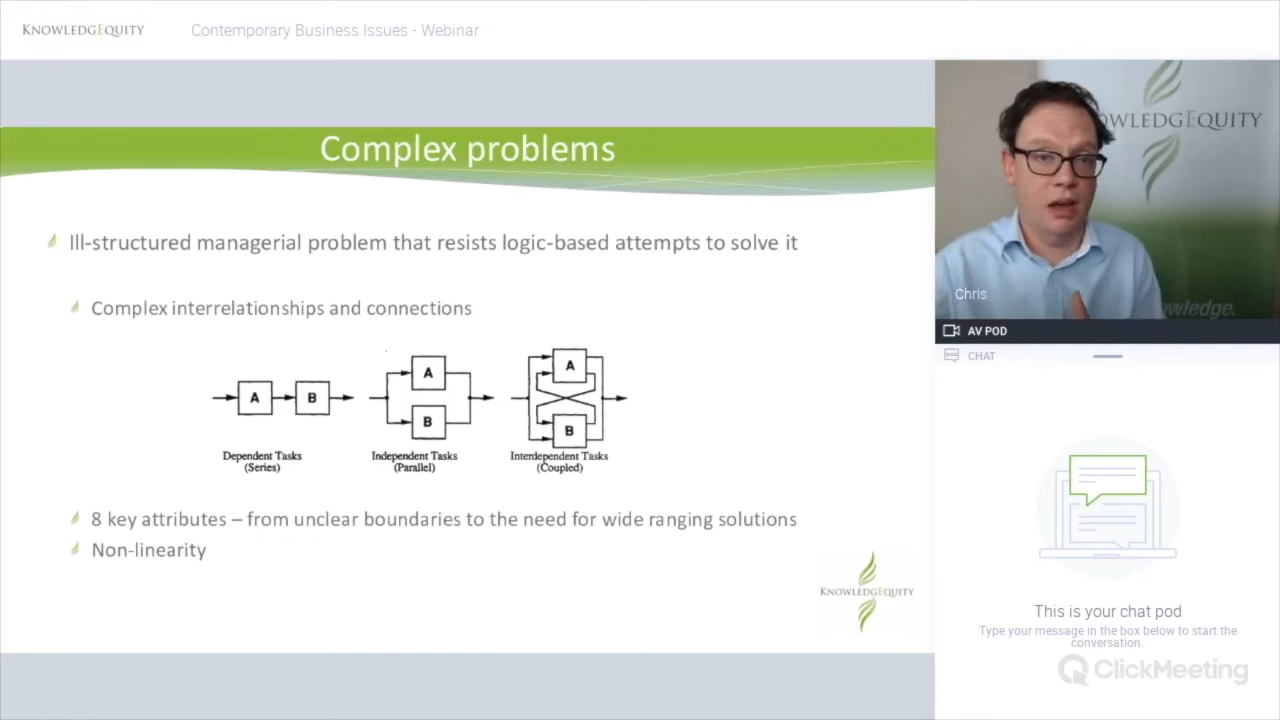 KNOWLEDGEQUITY
Contemporary Business Issues - Webinar
Complex problems
Ill-structured managerial problem that resists logic-based attempts to solve it
Complex interrelationships and connections
A
B
A
B
A
B
Dependent Tasks
(Series)
Independent Tasks
(Parallel)
Interdependent Tasks
(Coupled)
8 key attributes – from unclear boundaries to the need for wide ranging solutions
Non-linearity
KNOWLEDGEQUITY
OWLEDGEQUITY
Chris
wledge.
AV POD
CHAT
This is your chat pod
Type your message in the box below to start the
conversation.
ClickMeeting